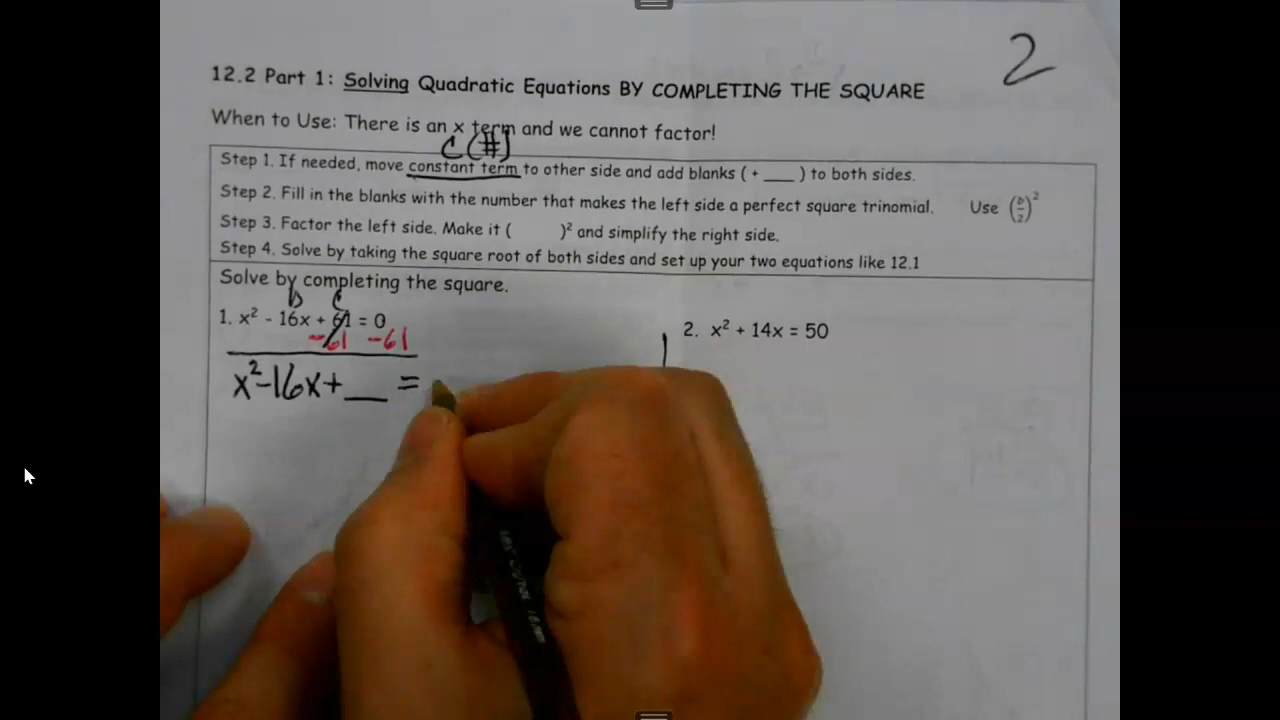 2
12.2 Part 1: Solving Quadratic Equations BY COMPLETING THE SQUARE
When to Use: There is an x term and we cannot factor!
C (#)
Step 1. If needed, move constant term to other side and add blanks ( + ___ ) to both sides.
Step 2. Fill in the blanks with the number that makes the left side a perfect square trinomial. Use (b/2)²
Step 3. Factor the left side. Make it ( )² and simplify the right side.
Step 4. Solve by taking the square root of both sides and set up your two equations like 12.1
Solve by completing the square.
b c
1. x² - 16x + 61 = 0
-61 -61
x²-16x+__ =
2. x² + 14x = 50